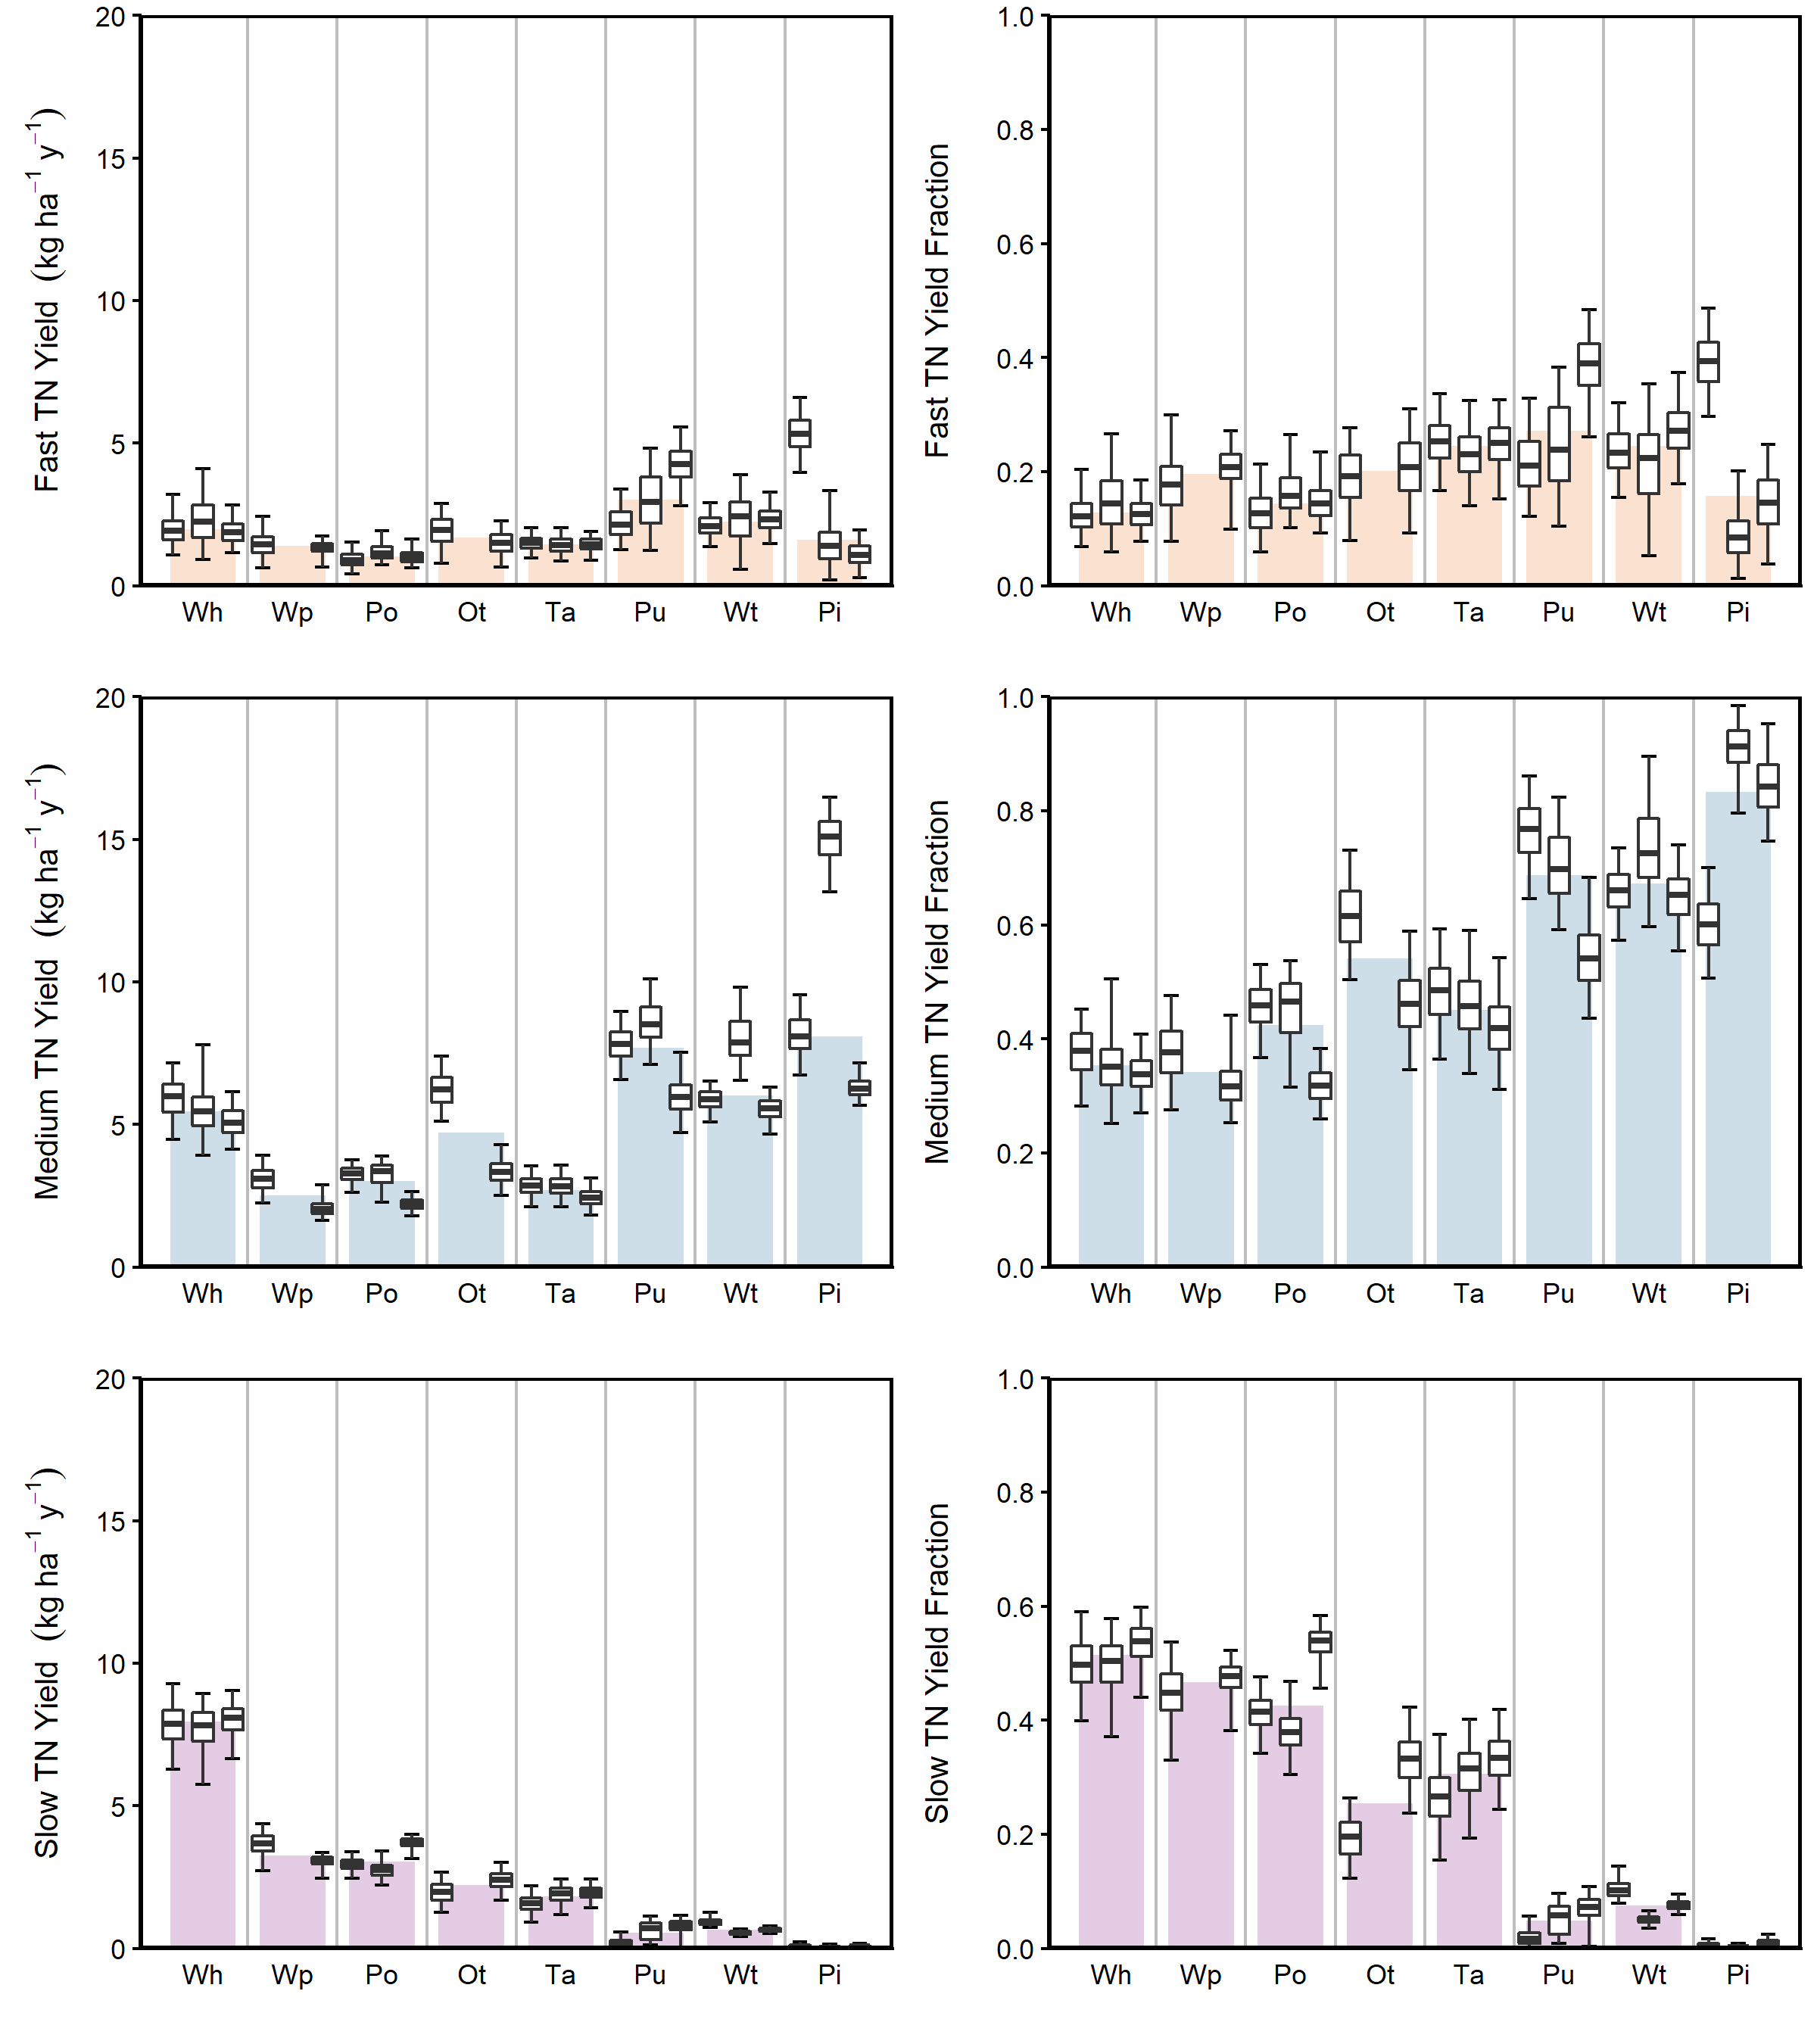 Fast TN Yield (kg ha⁻¹ y⁻¹)
20
15
10
5
0
Wh Wp Po Ot Ta Pu Wt Pi
Fast TN Yield Fraction
1.0
0.8
0.6
0.4
0.2
0.0
Wh Wp Po Ot Ta Pu Wt Pi
Medium TN Yield (kg ha⁻¹ y⁻¹)
20
15
10
5
0
Wh Wp Po Ot Ta Pu Wt Pi
Medium TN Yield Fraction
1.0
0.8
0.6
0.4
0.2
0.0
Wh Wp Po Ot Ta Pu Wt Pi
Slow TN Yield (kg ha⁻¹ y⁻¹)
20
15
10
5
0
Wh Wp Po Ot Ta Pu Wt Pi
Slow TN Yield Fraction
1.0
0.8
0.6
0.4
0.2
0.0
Wh Wp Po Ot Ta Pu Wt Pi